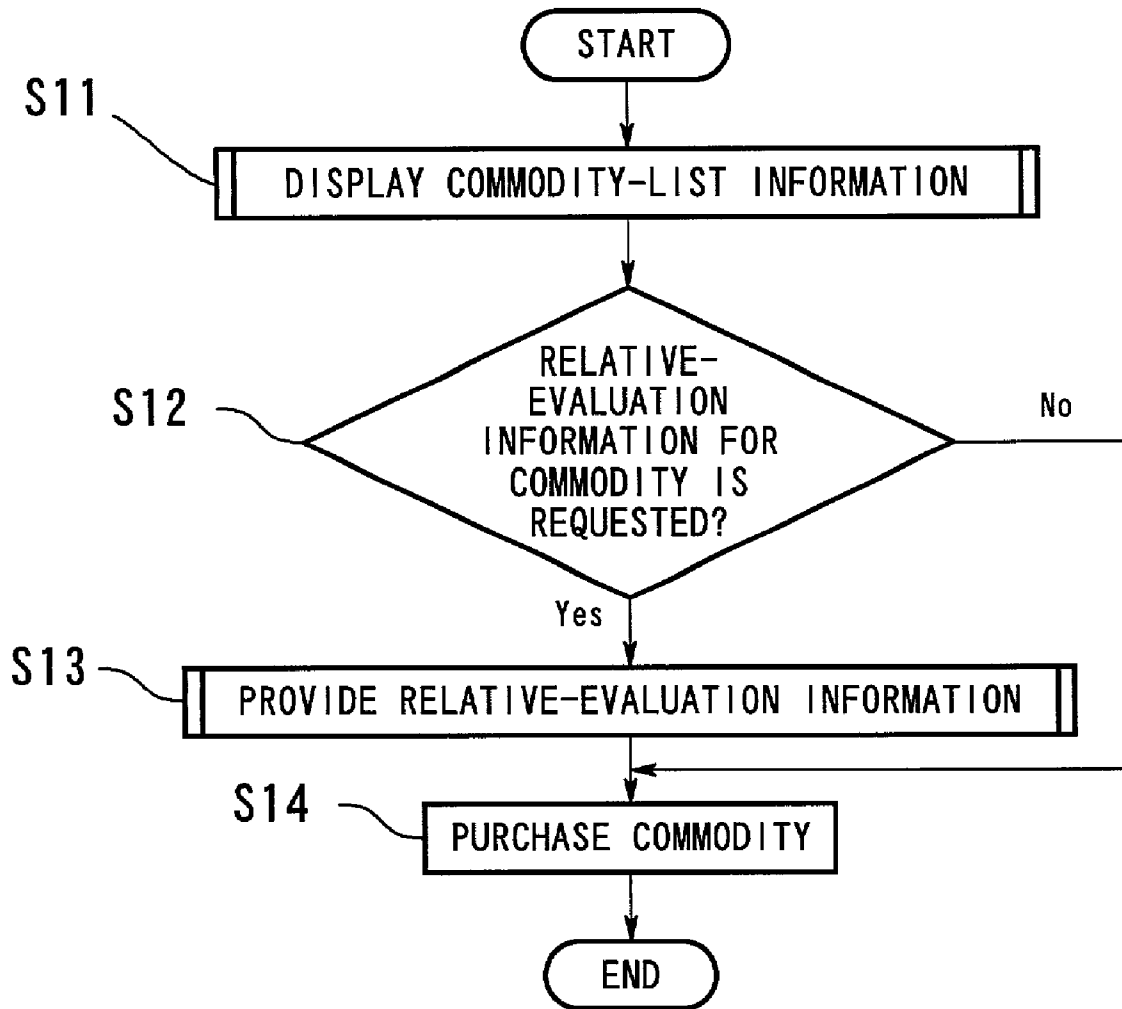 START
S11
DISPLAY COMMODITY-LIST INFORMATION
S12
RELATIVE-
EVALUATION
INFORMATION FOR
COMMODITY IS
REQUESTED?
No
Yes
S13
PROVIDE RELATIVE-EVALUATION INFORMATION
S14
PURCHASE COMMODITY
END